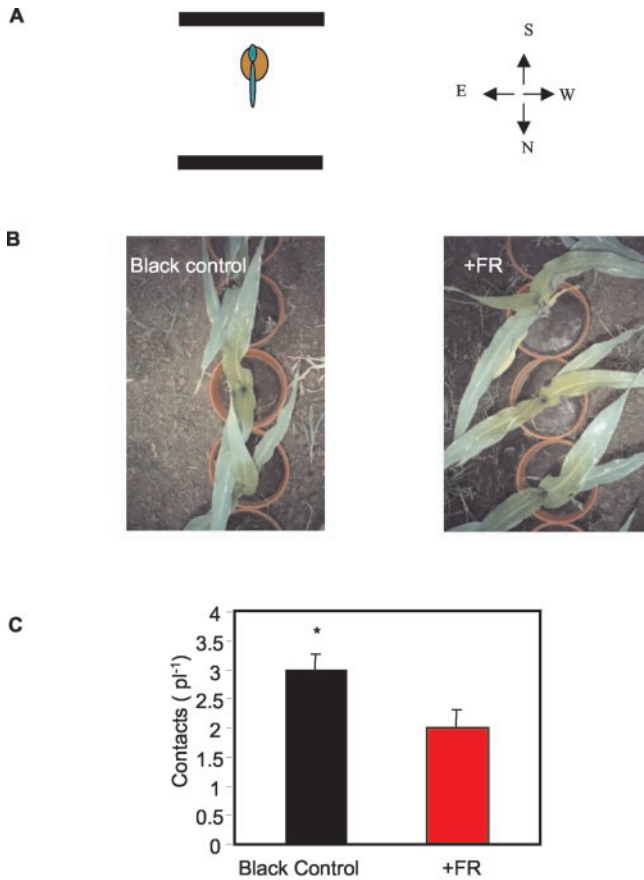 A
S
E
W
N
B
Black control
+FR
C
4
3.5
3
2.5
2
1.5
1
0.5
0
Contacts ( pl-1)
*
Black Control
+FR